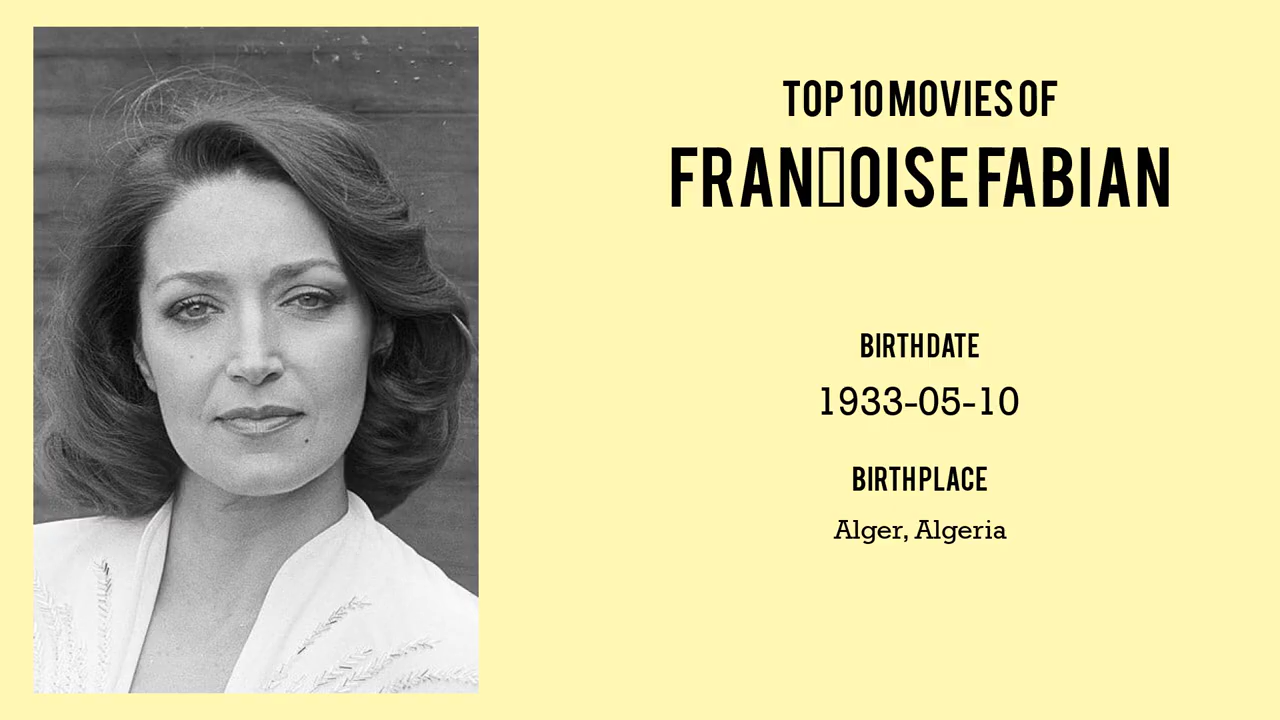 TOP 10 MOVIES OF
FRAN▯OISE FABIAN
BIRTHDATE
1933-05-10
BIRTHPLACE
Alger, Algeria